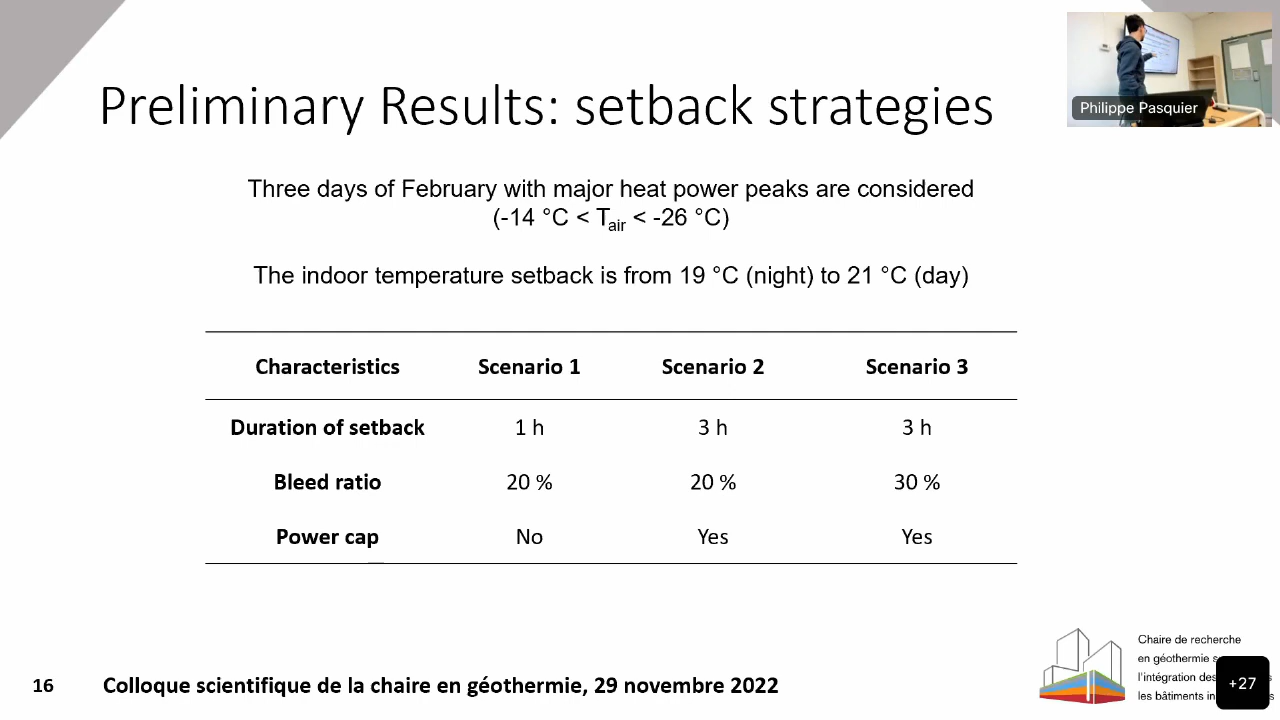 Preliminary Results: setback strategies
Philippe Pasquier
Three days of February with major heat power peaks are considered
(-14 °C < Tair < -26 °C)
The indoor temperature setback is from 19 °C (night) to 21 °C (day)
Characteristics Scenario 1 Scenario 2 Scenario 3
Duration of setback 1 h 3 h 3 h
Bleed ratio 20 % 20 % 30 %
Power cap No Yes Yes
Chaire de recherche
en géothermie
l'intégration des
les bâtiments
+27
16 Colloque scientifique de la chaire en géothermie, 29 novembre 2022